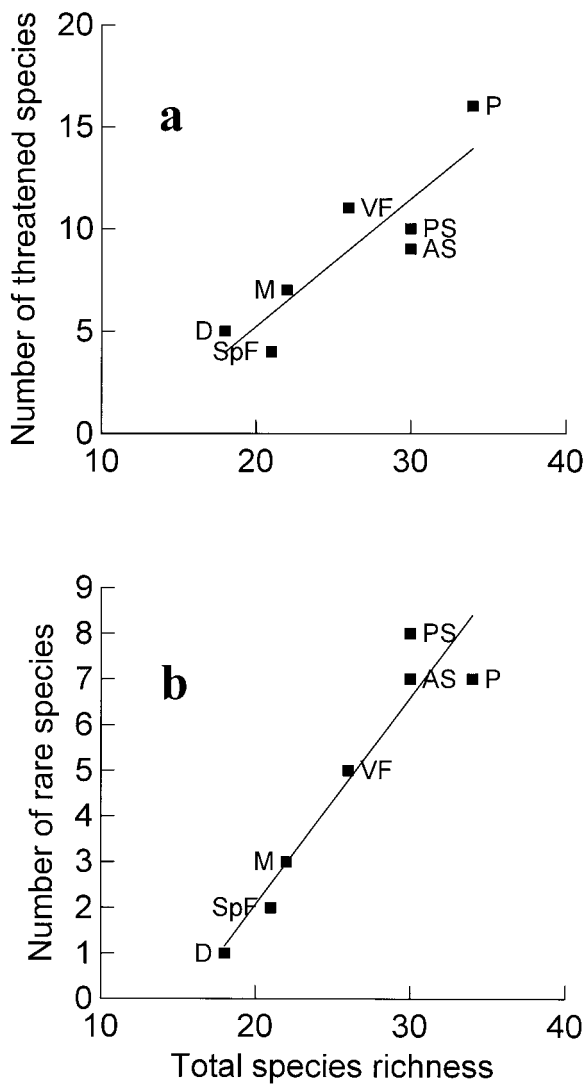 20
a
P
15
Number of threatened species
VF
10
PS
AS
M
D
5
SpF
0
10
20
30
40
9
8
PS
b
7
AS
P
6
Number of rare species
5
VF
4
3
M
2
SpF
1
D
0
10
20
30
40
Total species richness